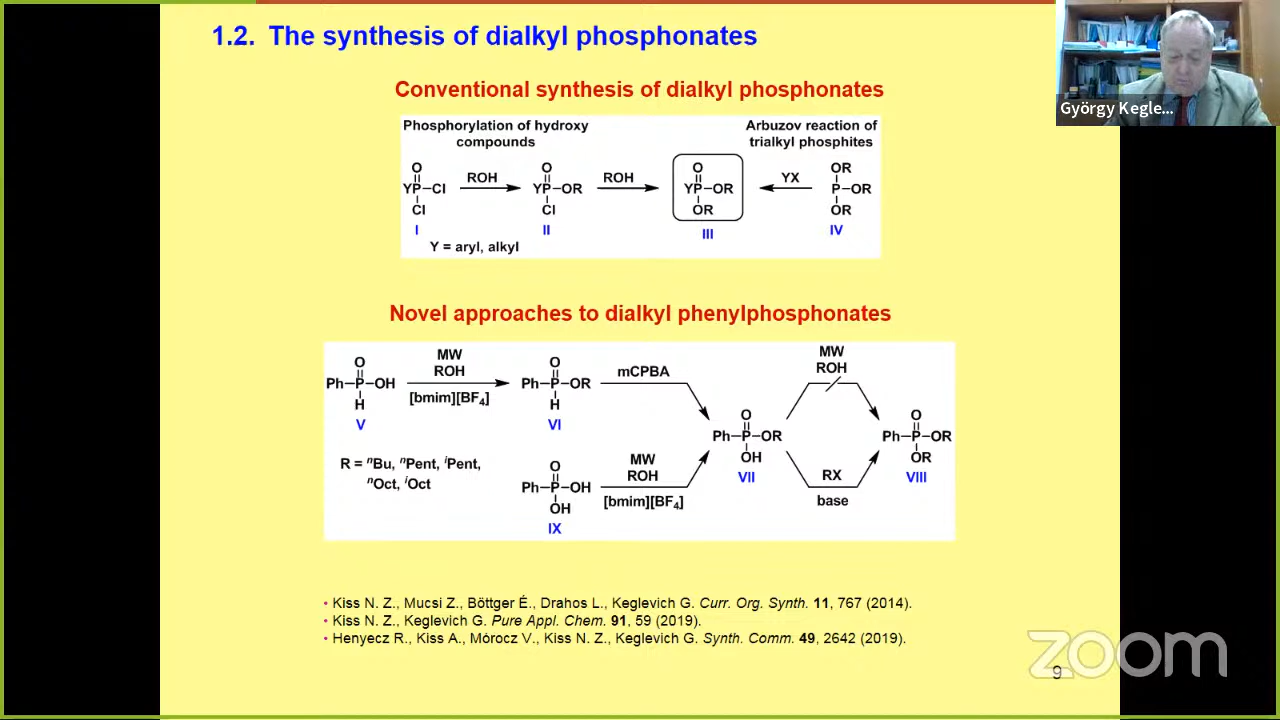 1.2. The synthesis of dialkyl phosphonates
György Kegle...
Conventional synthesis of dialkyl phosphonates
Phosphorylation of hydroxy
compounds
Arbuzov reaction of
trialkyl phosphites
O
YP–Cl
Cl
I
ROH
O
YP–OR
Cl
II
ROH
O
YP–OR
OR
III
YX
OR
P–OR
OR
IV
Y = aryl, alkyl
Novel approaches to dialkyl phenylphosphonates
O
Ph–P–OH
H
V
MW
ROH
[bmim][BF₄]
O
Ph–P–OR
H
VI
mCPBA
R = ⁿBu, ⁿPent, ⁱPent,
ⁿOct, ⁱOct
O
Ph–P–OH
OH
IX
MW
ROH
[bmim][BF₄]
O
Ph–P–OR
OH
VII
MW
ROH
RX
base
O
Ph–P–OR
OR
VIII
• Kiss N. Z., Mucsi Z., Böttger É., Drahos L., Keglevich G. Curr. Org. Synth. 11, 767 (2014).
• Kiss N. Z., Keglevich G. Pure Appl. Chem. 91, 59 (2019).
• Henyecz R., Kiss A., Mórocz V., Kiss N. Z., Keglevich G. Synth. Comm. 49, 2642 (2019).
zoom
9